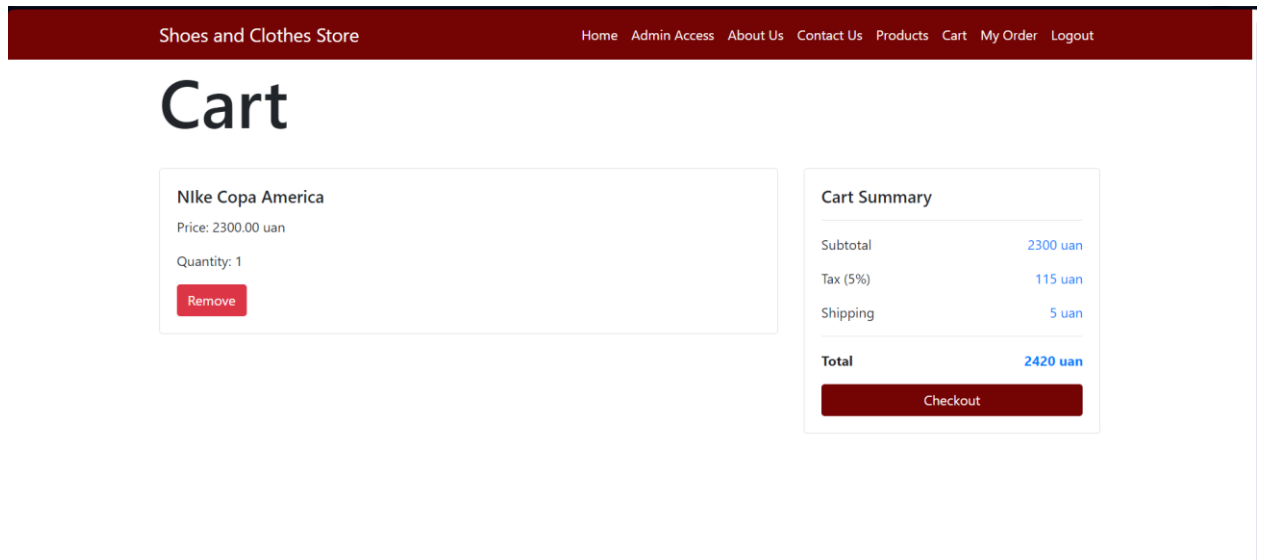 Shoes and Clothes Store
Home Admin Access About Us Contact Us Products Cart My Order Logout
Cart
NIke Copa America
Price: 2300.00 uan
Quantity: 1
Remove
Cart Summary
Subtotal 2300 uan
Tax (5%) 115 uan
Shipping 5 uan
Total 2420 uan
Checkout